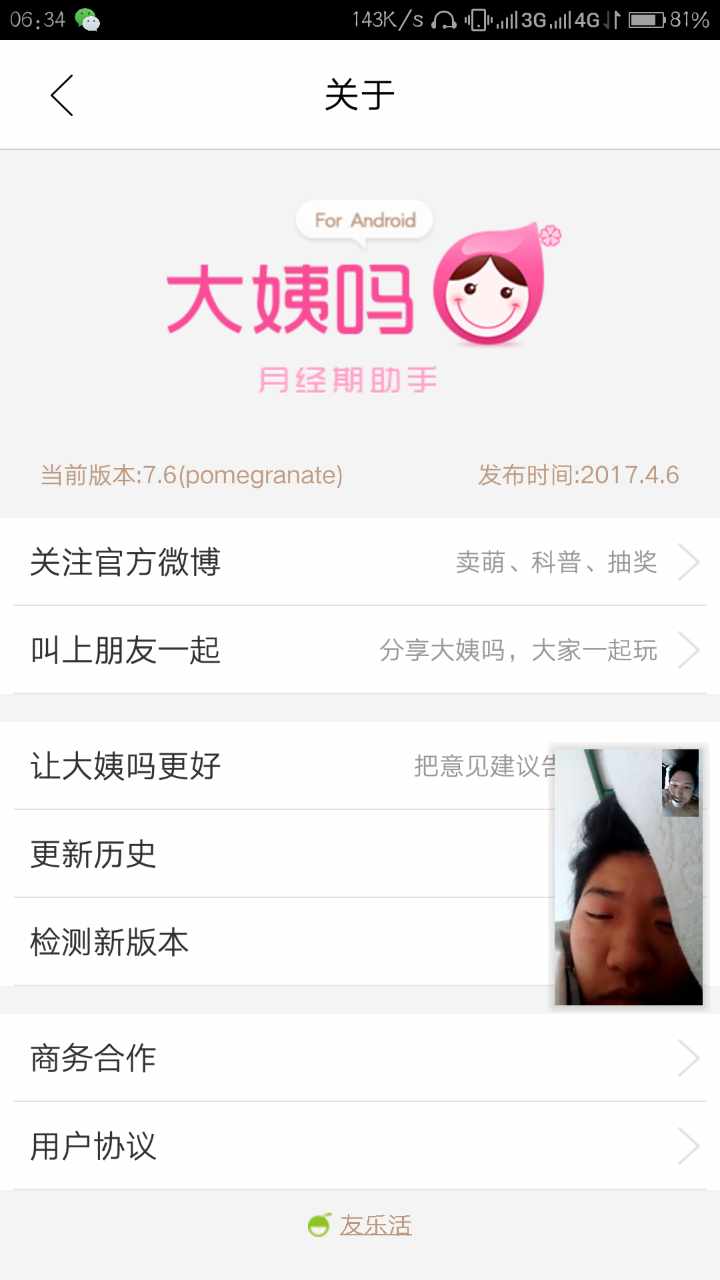 06:34 143K/s 3G 4G 81%
关于
For Android
大姨吗
月经期助手
当前版本:7.6(pomegranate) 发布时间:2017.4.6
关注官方微博 卖萌、科普、抽奖
叫上朋友一起 分享大姨吗，大家一起玩
让大姨吗更好 把意见建议告
更新历史
检测新版本
商务合作
用户协议
友乐活